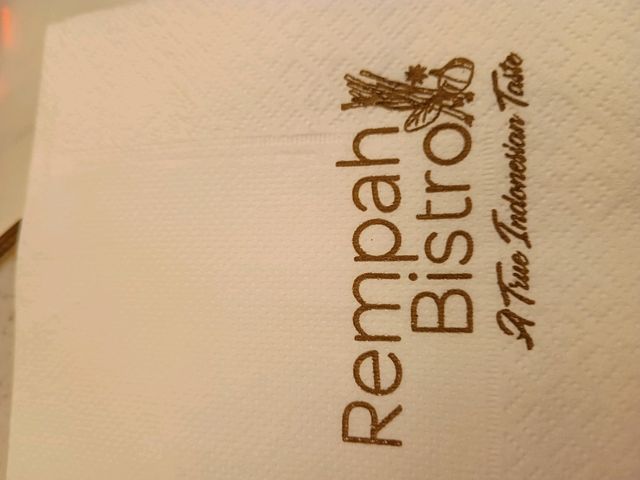 Rempah
Bistro
A True Indonesian Taste